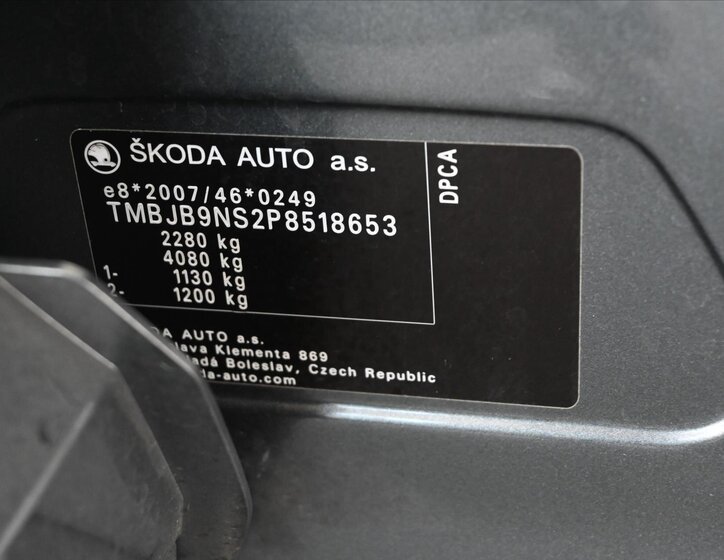 ŠKODA AUTO a.s.
DPCA
e8*2007/46*0249
TMBJB9NS2P8518653
2280 kg
4080 kg
1- 1130 kg
2- 1200 kg
AUTO a.s.
Klementa 869
Boleslav, Czech Republic